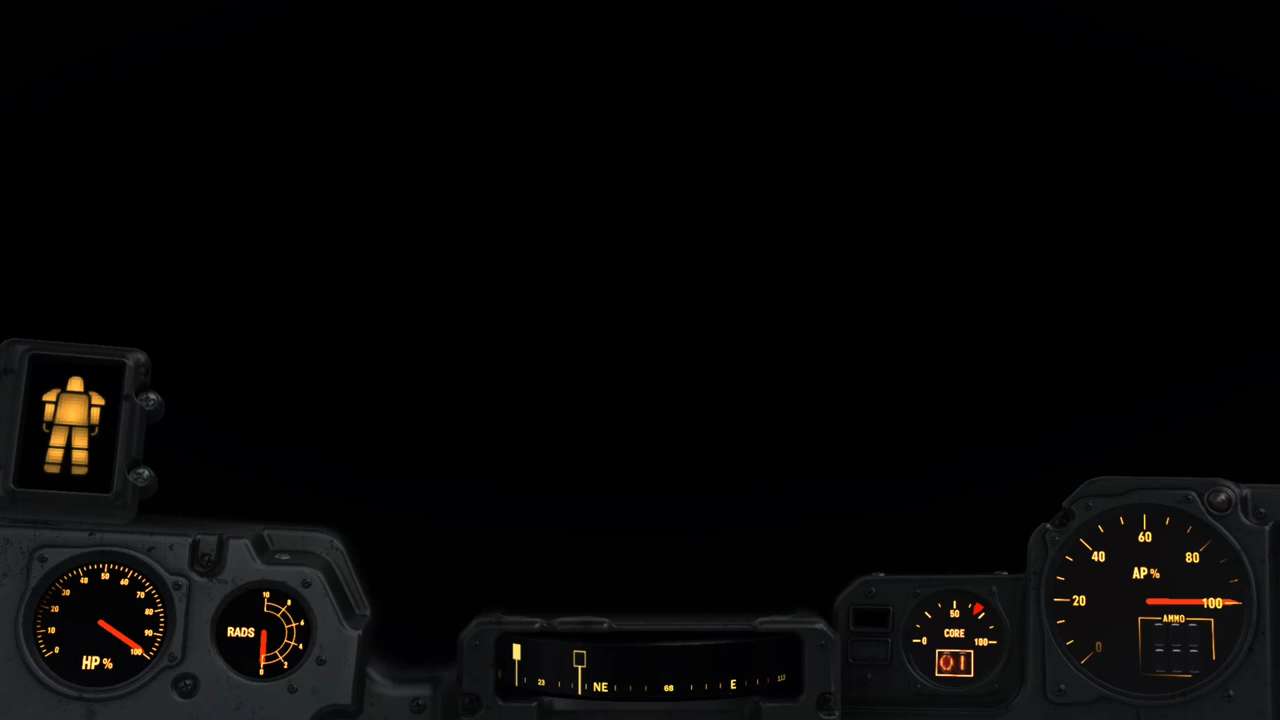 0 10 20 30 40 50 60 70 80 90 100
HP %
10 8 6 4 2 0
RADS
23 NE 68 E 113
0 50 100
CORE
01
0 20 40 60 80 100
AP %
AMMO